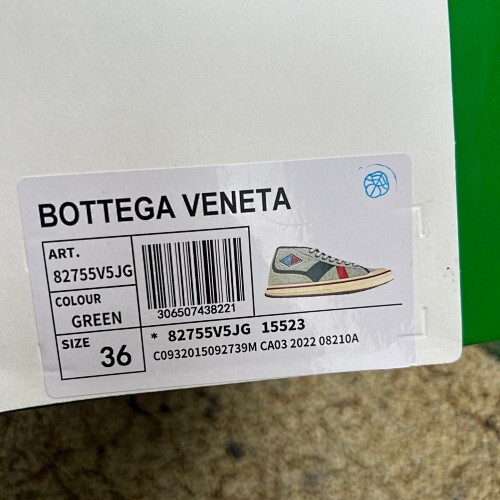 BOTTEGA VENETA
ART.
82755V5JG
COLOUR
GREEN
SIZE
36
306507438221
* 82755V5JG 15523
C0932015092739M CA03 2022 08210A